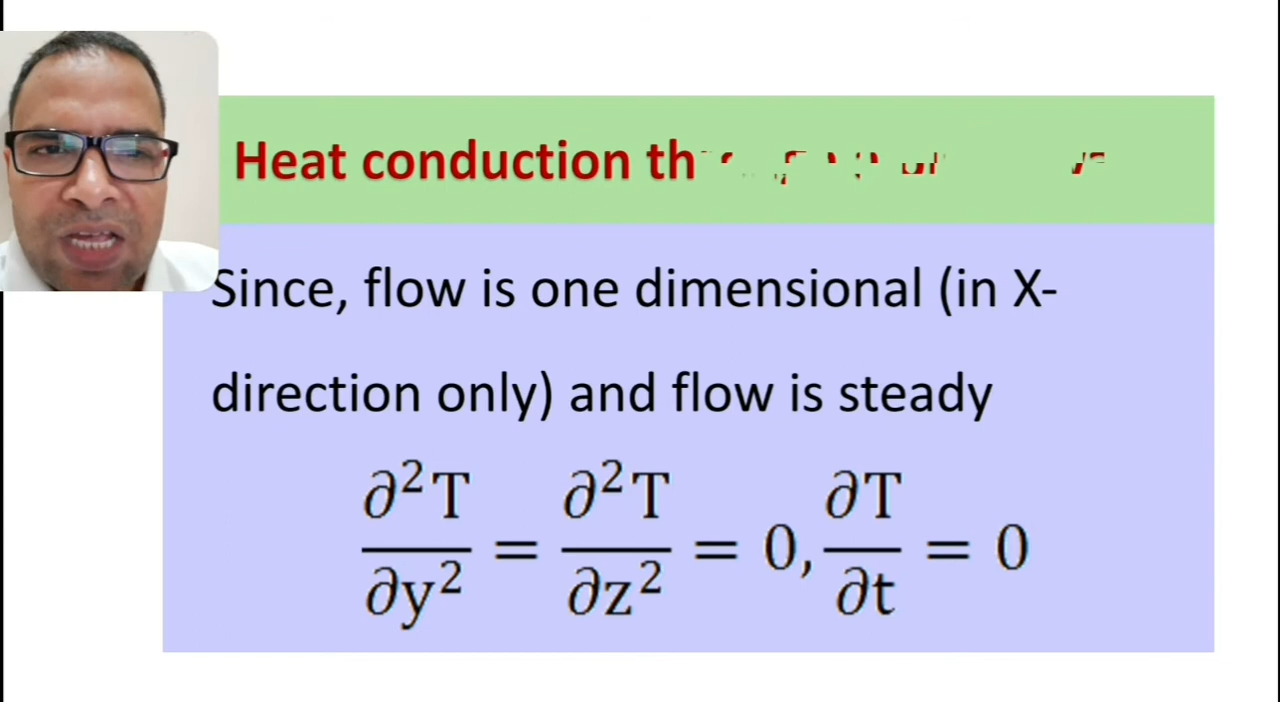 Heat conduction
Since, flow is one dimensional (in X-
direction only) and flow is steady
∂²T/∂y² = ∂²T/∂z² = 0, ∂T/∂t = 0